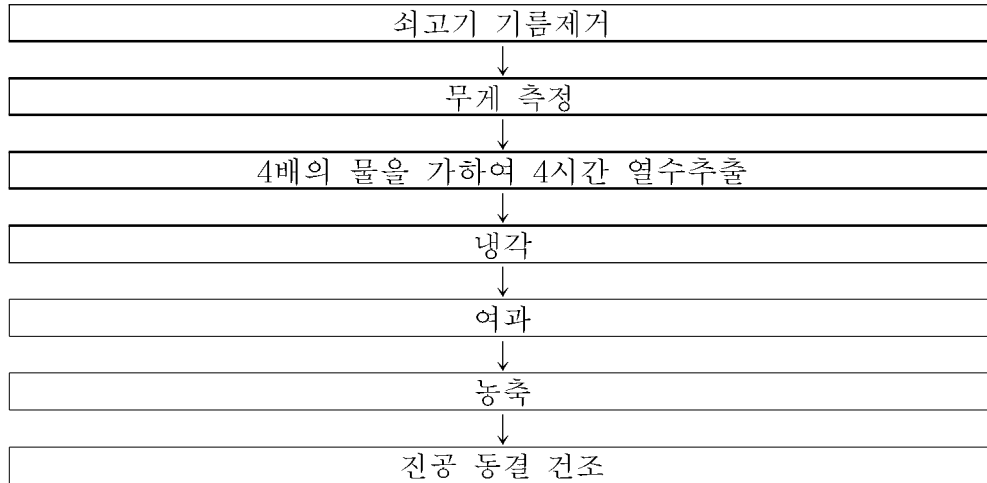 쇠고기 기름제거
무게 측정
4배의 물을 가하여 4시간 열수추출
냉각
여과
농축
진공 동결 건조